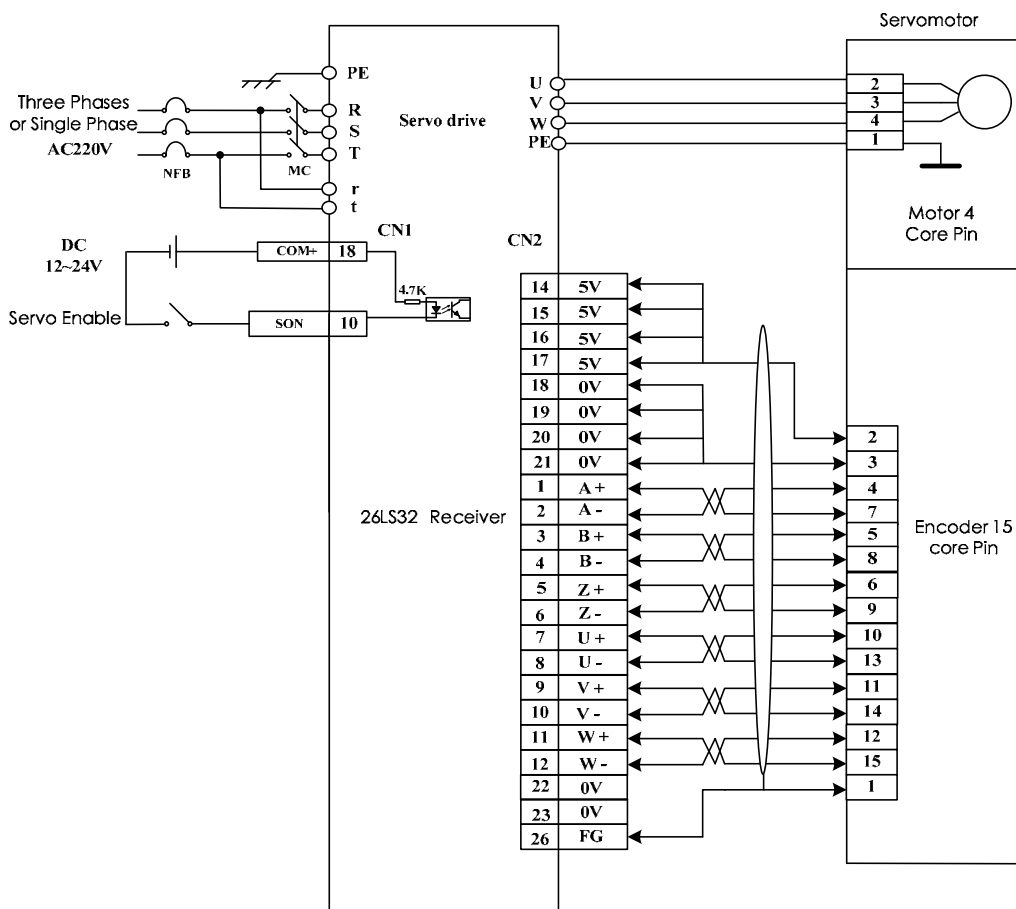 Servomotor
PE
Three Phases
or Single Phase
AC220V
NFB
MC
R
S
T
r
t
Servo drive
U
V
W
PE
2
3
4
1
Motor 4
Core Pin
DC
12~24V
Servo Enable
CN1
COM+ 18
4.7K
SON 10
CN2
14 5V
15 5V
16 5V
17 5V
18 0V
19 0V
20 0V
21 0V
1 A+
2 A-
3 B+
4 B-
5 Z+
6 Z-
7 U+
8 U-
9 V+
10 V-
11 W+
12 W-
22 0V
23 0V
26 FG
26LS32 Receiver
2
3
4
7
5
8
6
9
10
13
11
14
12
15
1
Encoder 15
core Pin